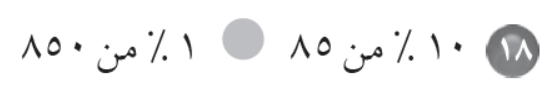 ١٨ ١٠ ٪ من ٨٥ ١ ٪ من ٨٥٠